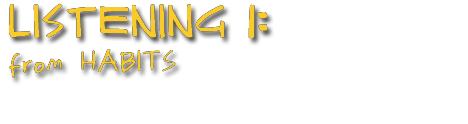 LISTENING 1:
from HABITS